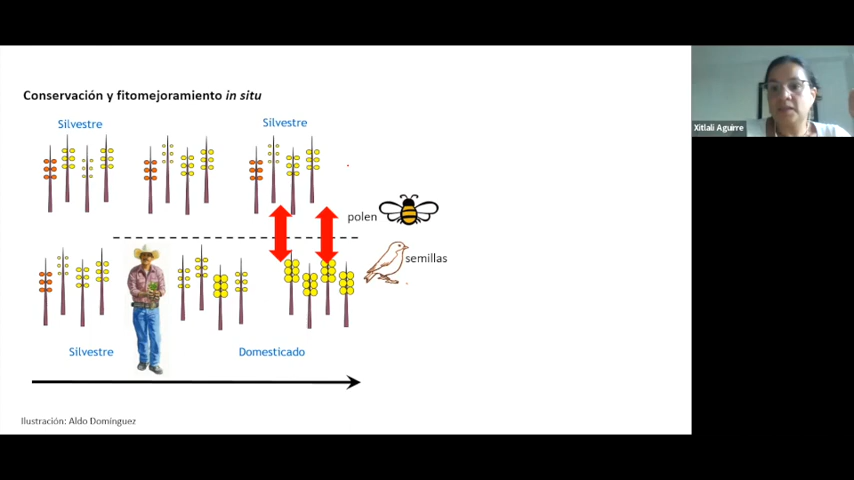 Conservación y fitomejoramiento in situ
Silvestre
Silvestre
Xitlali Aguirre
polen
semillas
Silvestre
Domesticado
Ilustración: Aldo Domínguez